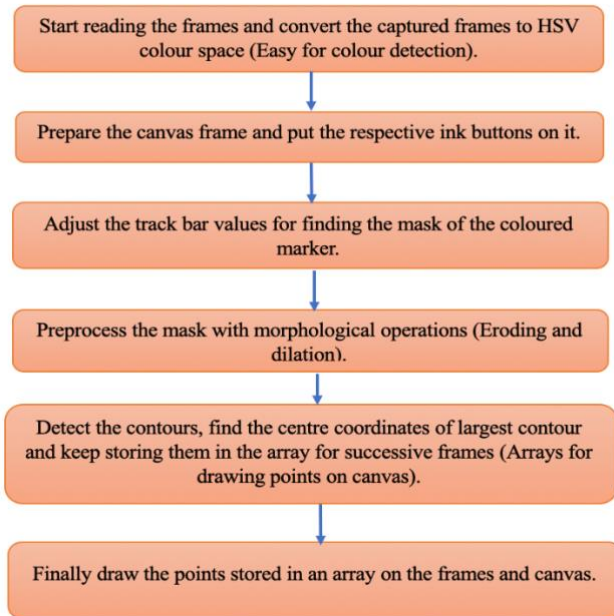 Start reading the frames and convert the captured frames to HSV
colour space (Easy for colour detection).
Prepare the canvas frame and put the respective ink buttons on it.
Adjust the track bar values for finding the mask of the coloured
marker.
Preprocess the mask with morphological operations (Eroding and
dilation).
Detect the contours, find the centre coordinates of largest contour
and keep storing them in the array for successive frames (Arrays for
drawing points on canvas).
Finally draw the points stored in an array on the frames and canvas.